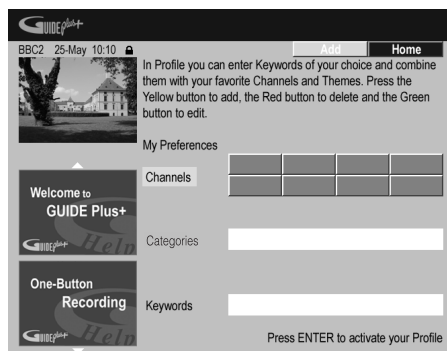 GUIDE Plus+
BBC2 25-May 10:10
Add Home
In Profile you can enter Keywords of your choice and combine
them with your favorite Channels and Themes. Press the
Yellow button to add, the Red button to delete and the Green
button to edit.
My Preferences
Channels
Welcome to
GUIDE Plus+
GUIDE Plus+ Help
Categories
One-Button
Recording
Keywords
GUIDE Plus+ Help
Press ENTER to activate your Profile